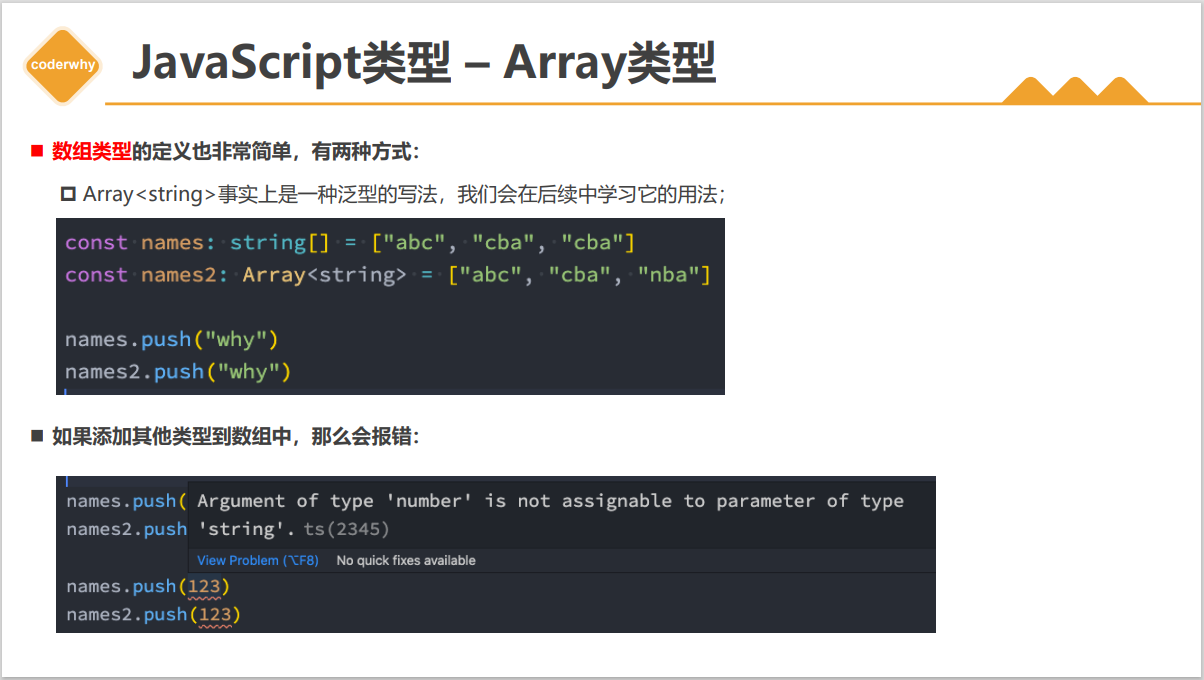 coderwhy
JavaScript类型 – Array类型
数组类型的定义也非常简单，有两种方式：
Array<string>事实上是一种泛型的写法，我们会在后续中学习它的用法；
const names: string[] = ["abc", "cba", "cba"]
const names2: Array<string> = ["abc", "cba", "nba"]
names.push("why")
names2.push("why")
如果添加其他类型到数组中，那么会报错：
names.push(
Argument of type 'number' is not assignable to parameter of type
names2.push
'string'. ts(2345)
View Problem (⌥F8) No quick fixes available
names.push(123)
names2.push(123)